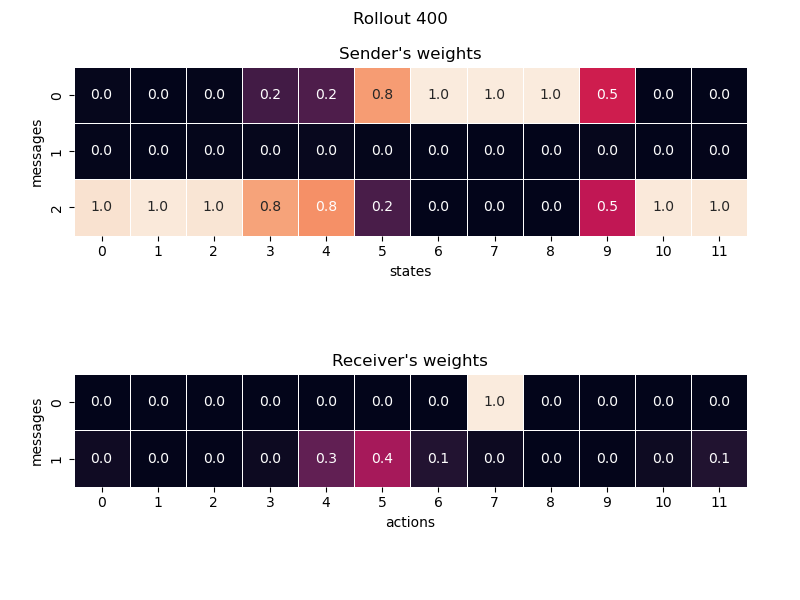 Rollout 400
Sender's weights
0 0.0 0.0 0.0 0.2 0.2 0.8 1.0 1.0 1.0 0.5 0.0 0.0
1 0.0 0.0 0.0 0.0 0.0 0.0 0.0 0.0 0.0 0.0 0.0 0.0
2 1.0 1.0 1.0 0.8 0.8 0.2 0.0 0.0 0.0 0.5 1.0 1.0
messages
0 1 2 3 4 5 6 7 8 9 10 11
states
Receiver's weights
0 0.0 0.0 0.0 0.0 0.0 0.0 0.0 1.0 0.0 0.0 0.0 0.0
1 0.0 0.0 0.0 0.0 0.3 0.4 0.1 0.0 0.0 0.0 0.0 0.1
messages
0 1 2 3 4 5 6 7 8 9 10 11
actions